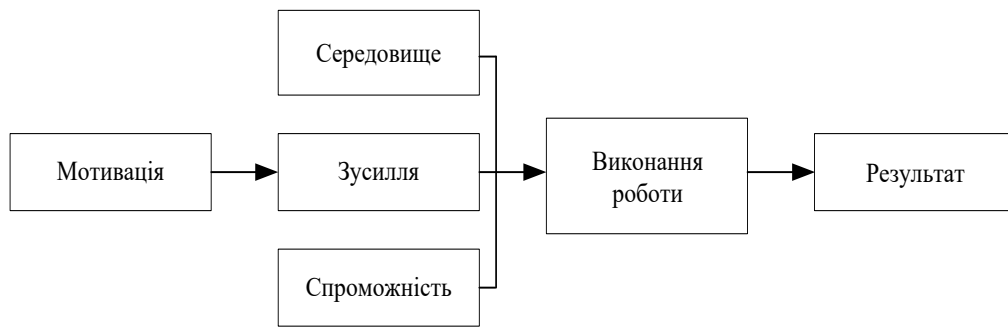 Середовище
Мотивація
Зусилля
Виконання
роботи
Результат
Спроможність